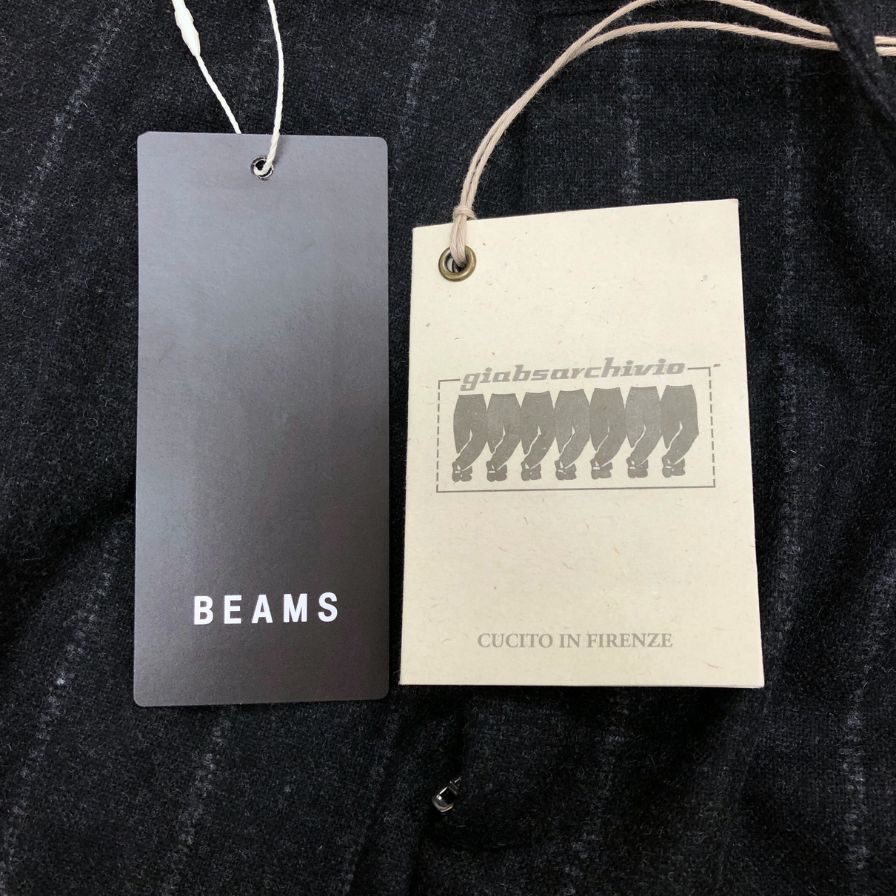 BEAMS
giabsarchivio
CUCITO IN FIRENZE